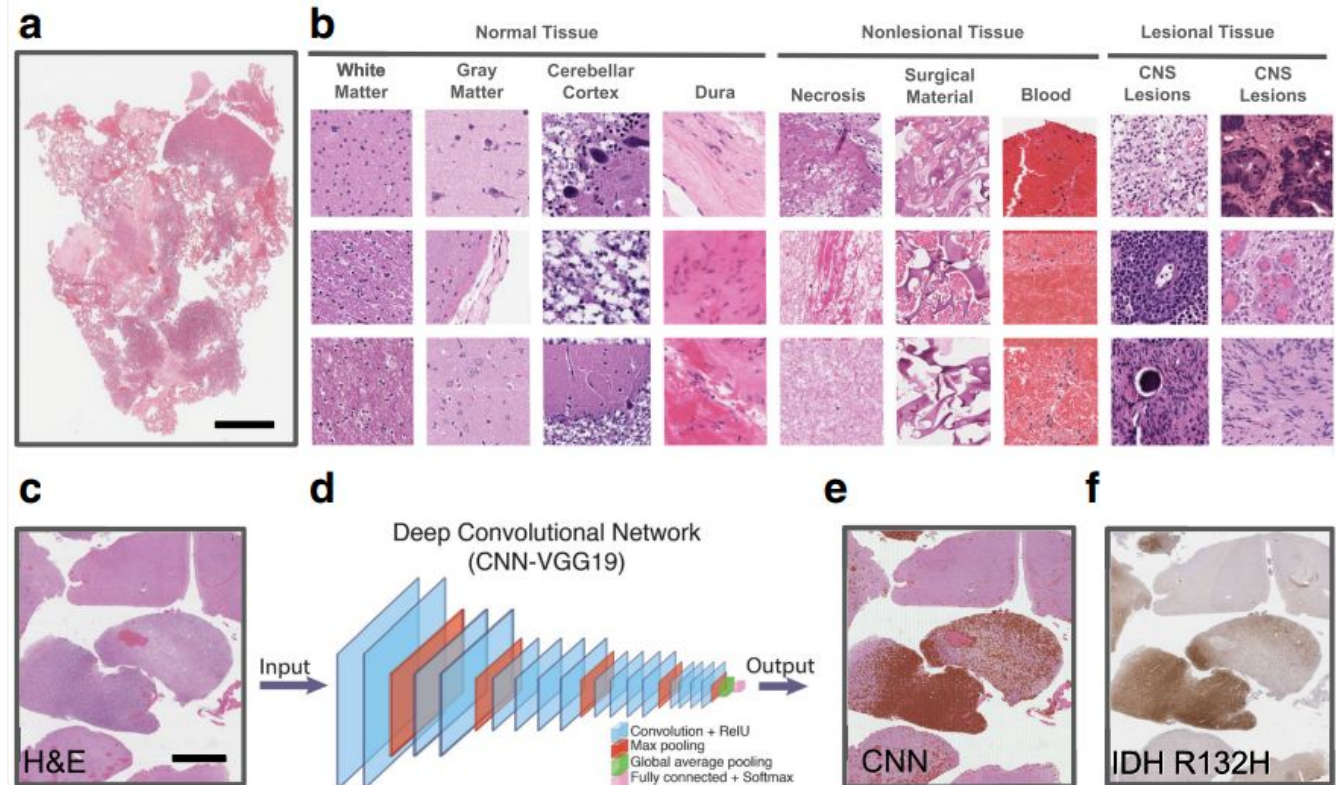 a
b
Normal Tissue
Nonlesional Tissue
Lesional Tissue
White
Matter
Gray
Matter
Cerebellar
Cortex
Dura
Necrosis
Surgical
Material
Blood
CNS
Lesions
CNS
Lesions
c
d
e
f
Deep Convolutional Network
(CNN-VGG19)
Input
Output
Convolution + RelU
Max pooling
Global average pooling
Fully connected + Softmax
H&E
CNN
IDH R132H